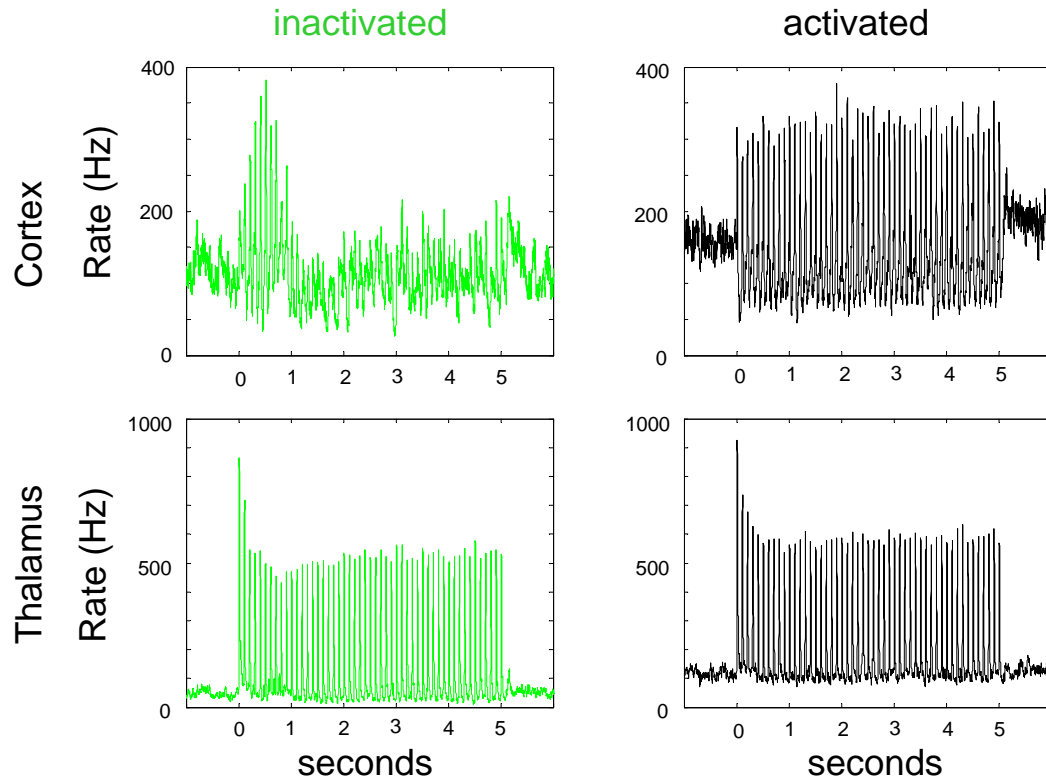 inactivated
activated
Cortex
Rate (Hz)
400
200
0
0 1 2 3 4 5
400
200
0
0 1 2 3 4 5
Thalamus
Rate (Hz)
1000
500
0
0 1 2 3 4 5
seconds
1000
500
0
0 1 2 3 4 5
seconds